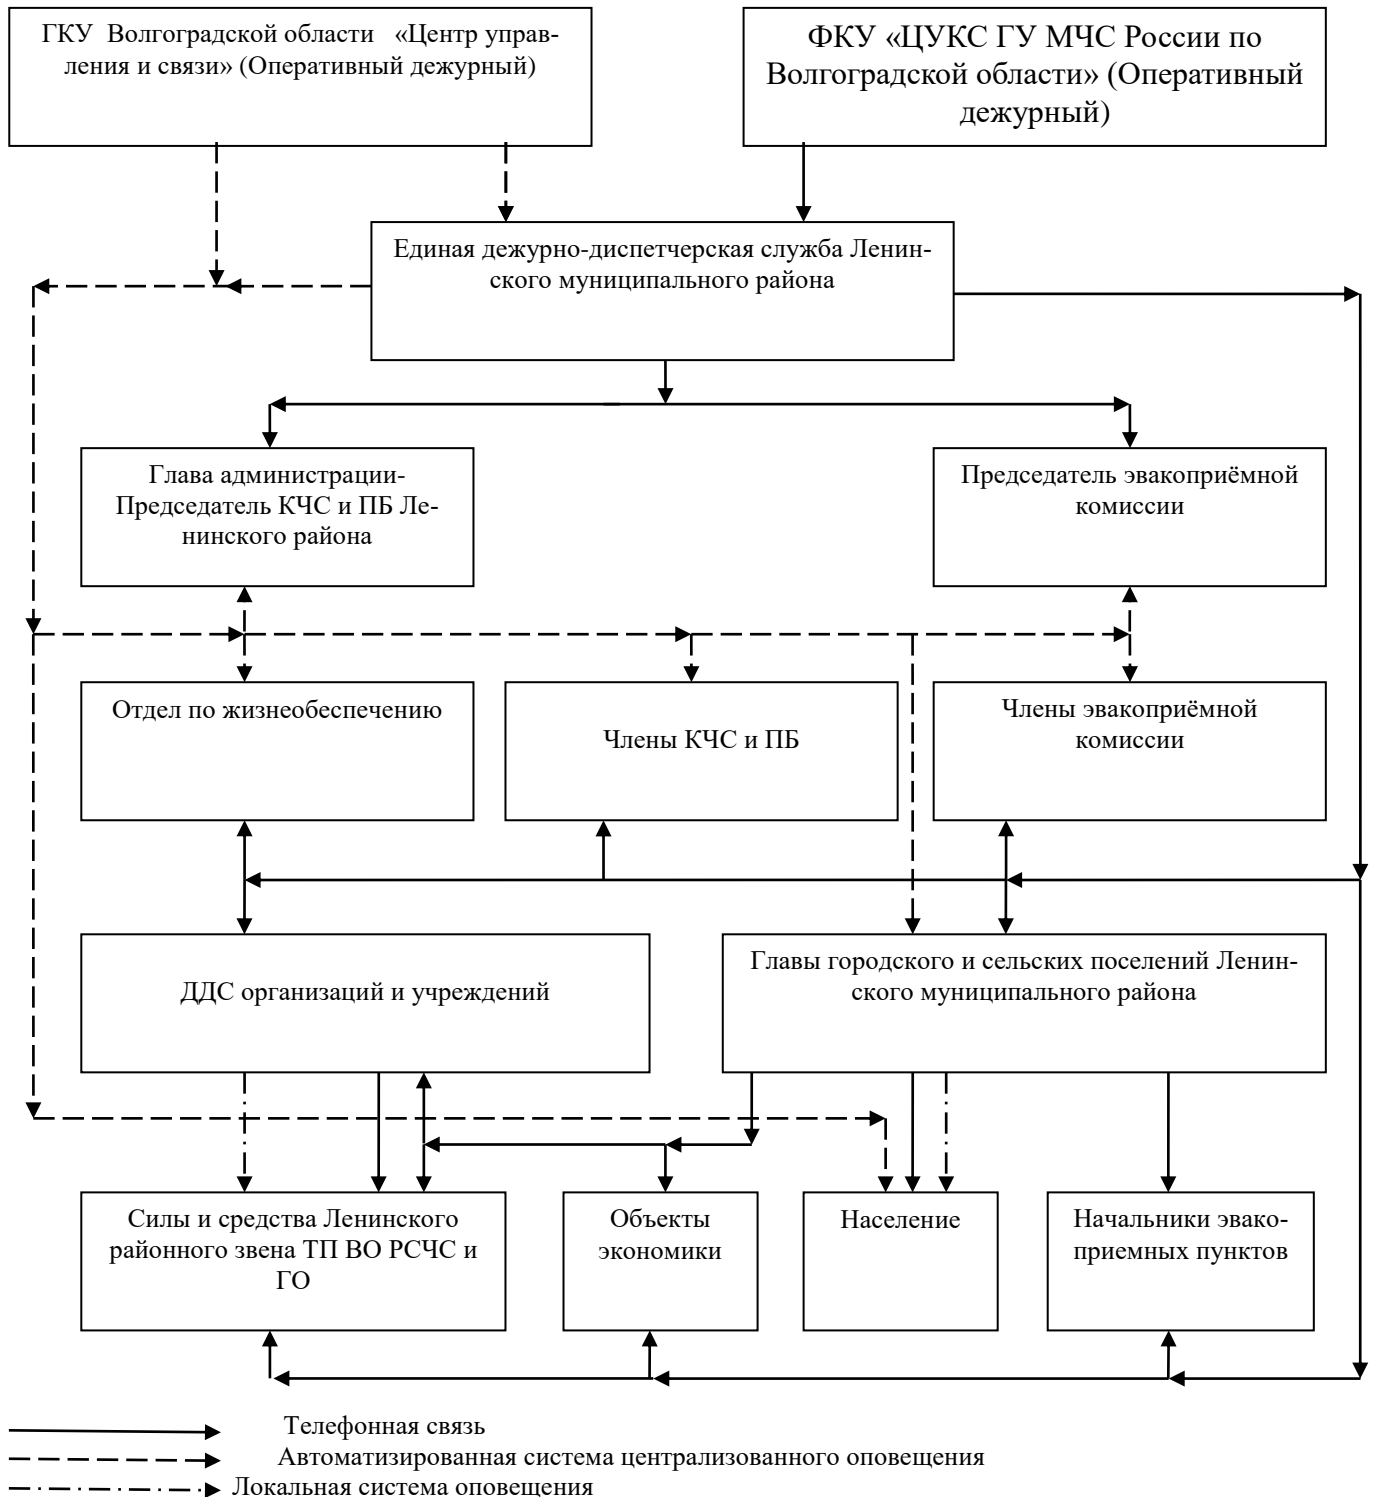 ГКУ Волгоградской области «Центр управ-
ления и связи» (Оперативный дежурный)
ФКУ «ЦУКС ГУ МЧС России по
Волгоградской области» (Оперативный
дежурный)
Единая дежурно-диспетчерская служба Ленин-
ского муниципального района
Глава администрации-
Председатель КЧС и ПБ Ле-
нинского района
Председатель эвакоприёмной
комиссии
Отдел по жизнеобеспечению
Члены КЧС и ПБ
Члены эвакоприёмной
комиссии
ДДС организаций и учреждений
Главы городского и сельских поселений Ленин-
ского муниципального района
Силы и средства Ленинского
районного звена ТП ВО РСЧС и
ГО
Объекты
экономики
Население
Начальники эвако-
приемных пунктов
Телефонная связь
Автоматизированная система централизованного оповещения
Локальная система оповещения